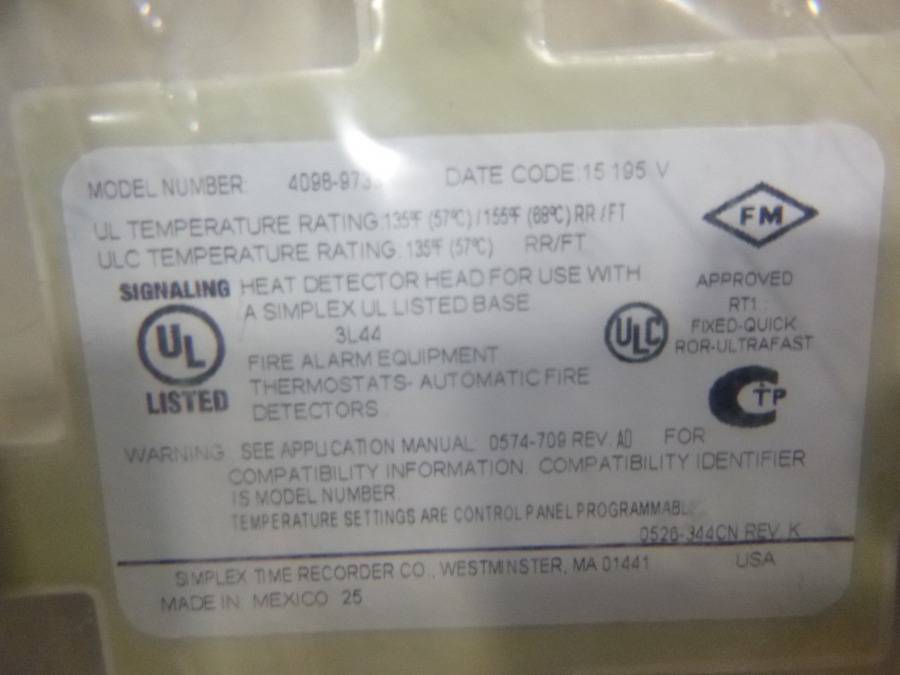 MODEL NUMBER: DATE CODE:15 195 V
UL TEMPERATURE RATING:135°F (57°C) /155°F (68°C) RR /FT
ULC TEMPERATURE RATING: 135°F (57°C) RR/FT
FM
APPROVED
RT1:
FIXED-QUICK
ROR-ULTRAFAST
SIGNALING
UL
LISTED
HEAT DETECTOR HEAD FOR USE WITH
A SIMPLEX UL LISTED BASE
3L44
FIRE ALARM EQUIPMENT
THERMOSTATS- AUTOMATIC FIRE
DETECTORS
ULC
CTP
WARNING: SEE APPLICATION MANUAL: 0574-709 REV. A0 FOR
COMPATIBILITY INFORMATION. COMPATIBILITY IDENTIFIER
IS MODEL NUMBER.
TEMPERATURE SETTINGS ARE CONTROL PANEL PROGRAMMABLE
0526-344CN REV. K
SIMPLEX TIME RECORDER CO., WESTMINSTER, MA 01441 USA
MADE IN MEXICO 25